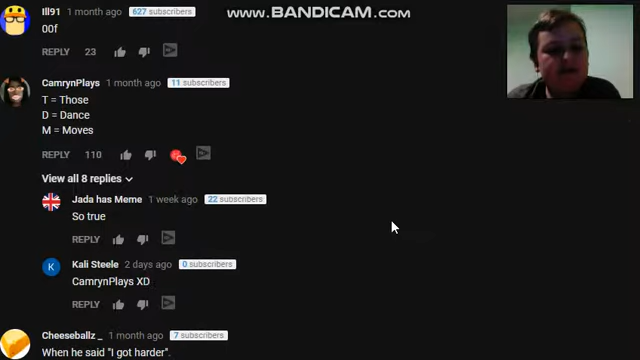 www.BANDICAM.com
Ill91 1 month ago 627 subscribers
00f
REPLY 23
CamrynPlays 1 month ago 11 subscribers
T = Those
D = Dance
M = Moves
REPLY 110
View all 8 replies
Jada has Meme 1 week ago 22 subscribers
So true
REPLY
K Kali Steele 2 days ago 0 subscribers
CamrynPlays XD
REPLY
Cheeseballz _ 1 month ago 7 subscribers
When he said "I got harder".